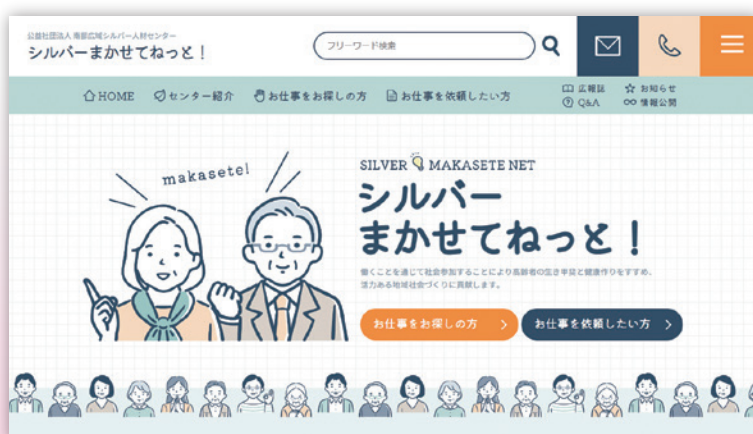 公益社団法人 南部広域シルバー人材センター
シルバーまかせてねっと！
フリーワード検索
HOME
センター紹介
お仕事をお探しの方
お仕事を依頼したい方
広報誌
お知らせ
Q&A
情報公開
makasete!
SILVER MAKASETE NET
シルバー
まかせてねっと！
働くことを通じて社会参加することにより高齢者の生き甲斐と健康作りをすすめ、
活力ある地域社会づくりに貢献します。
お仕事をお探しの方
お仕事を依頼したい方